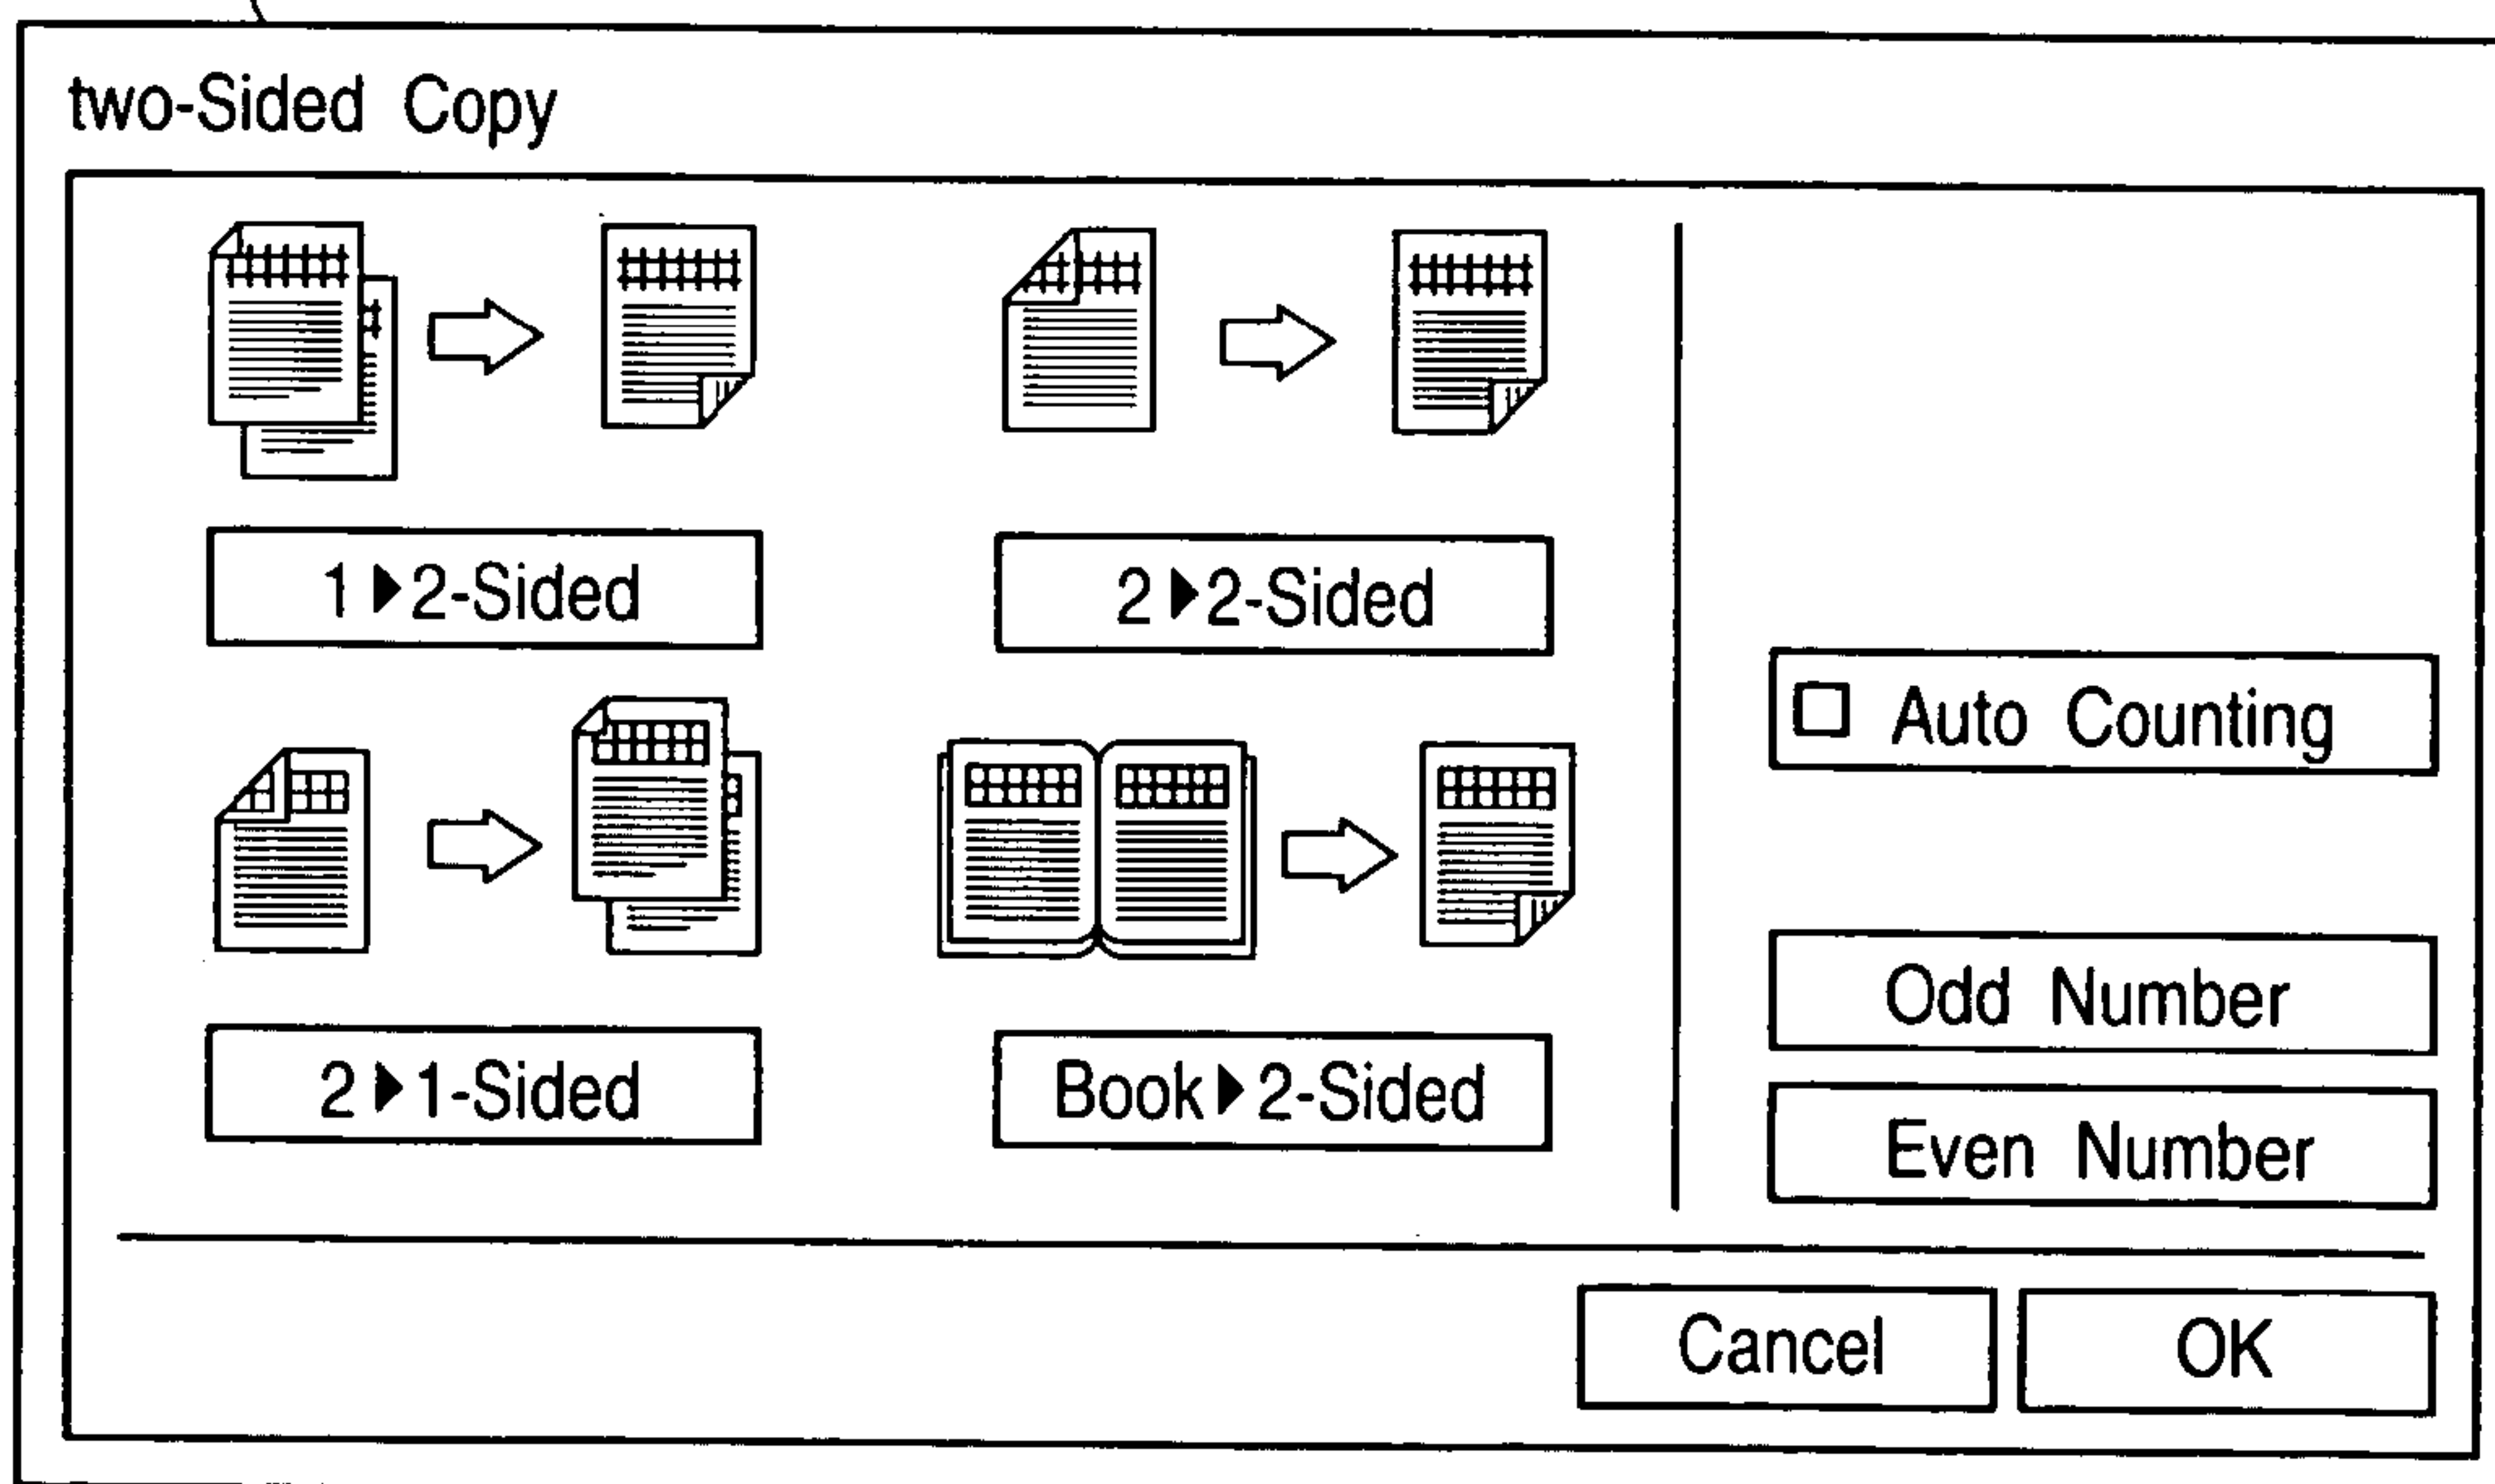 two-Sided Copy
1▶2-Sided
2▶2-Sided
2▶1-Sided
Book▶2-Sided
Auto Counting
Odd Number
Even Number
Cancel
OK